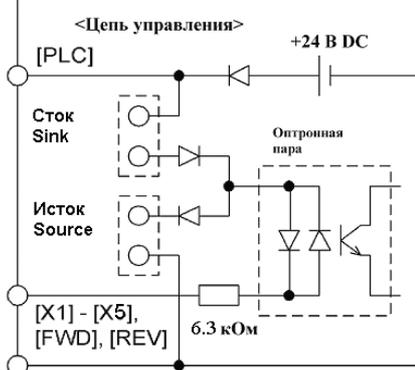 <Цепь управления>
[PLC]
+24 В DC
Сток
Sink
Оптронная
пара
Исток
Source
[X1] - [X5],
[FWD], [REV]
6.3 кОм